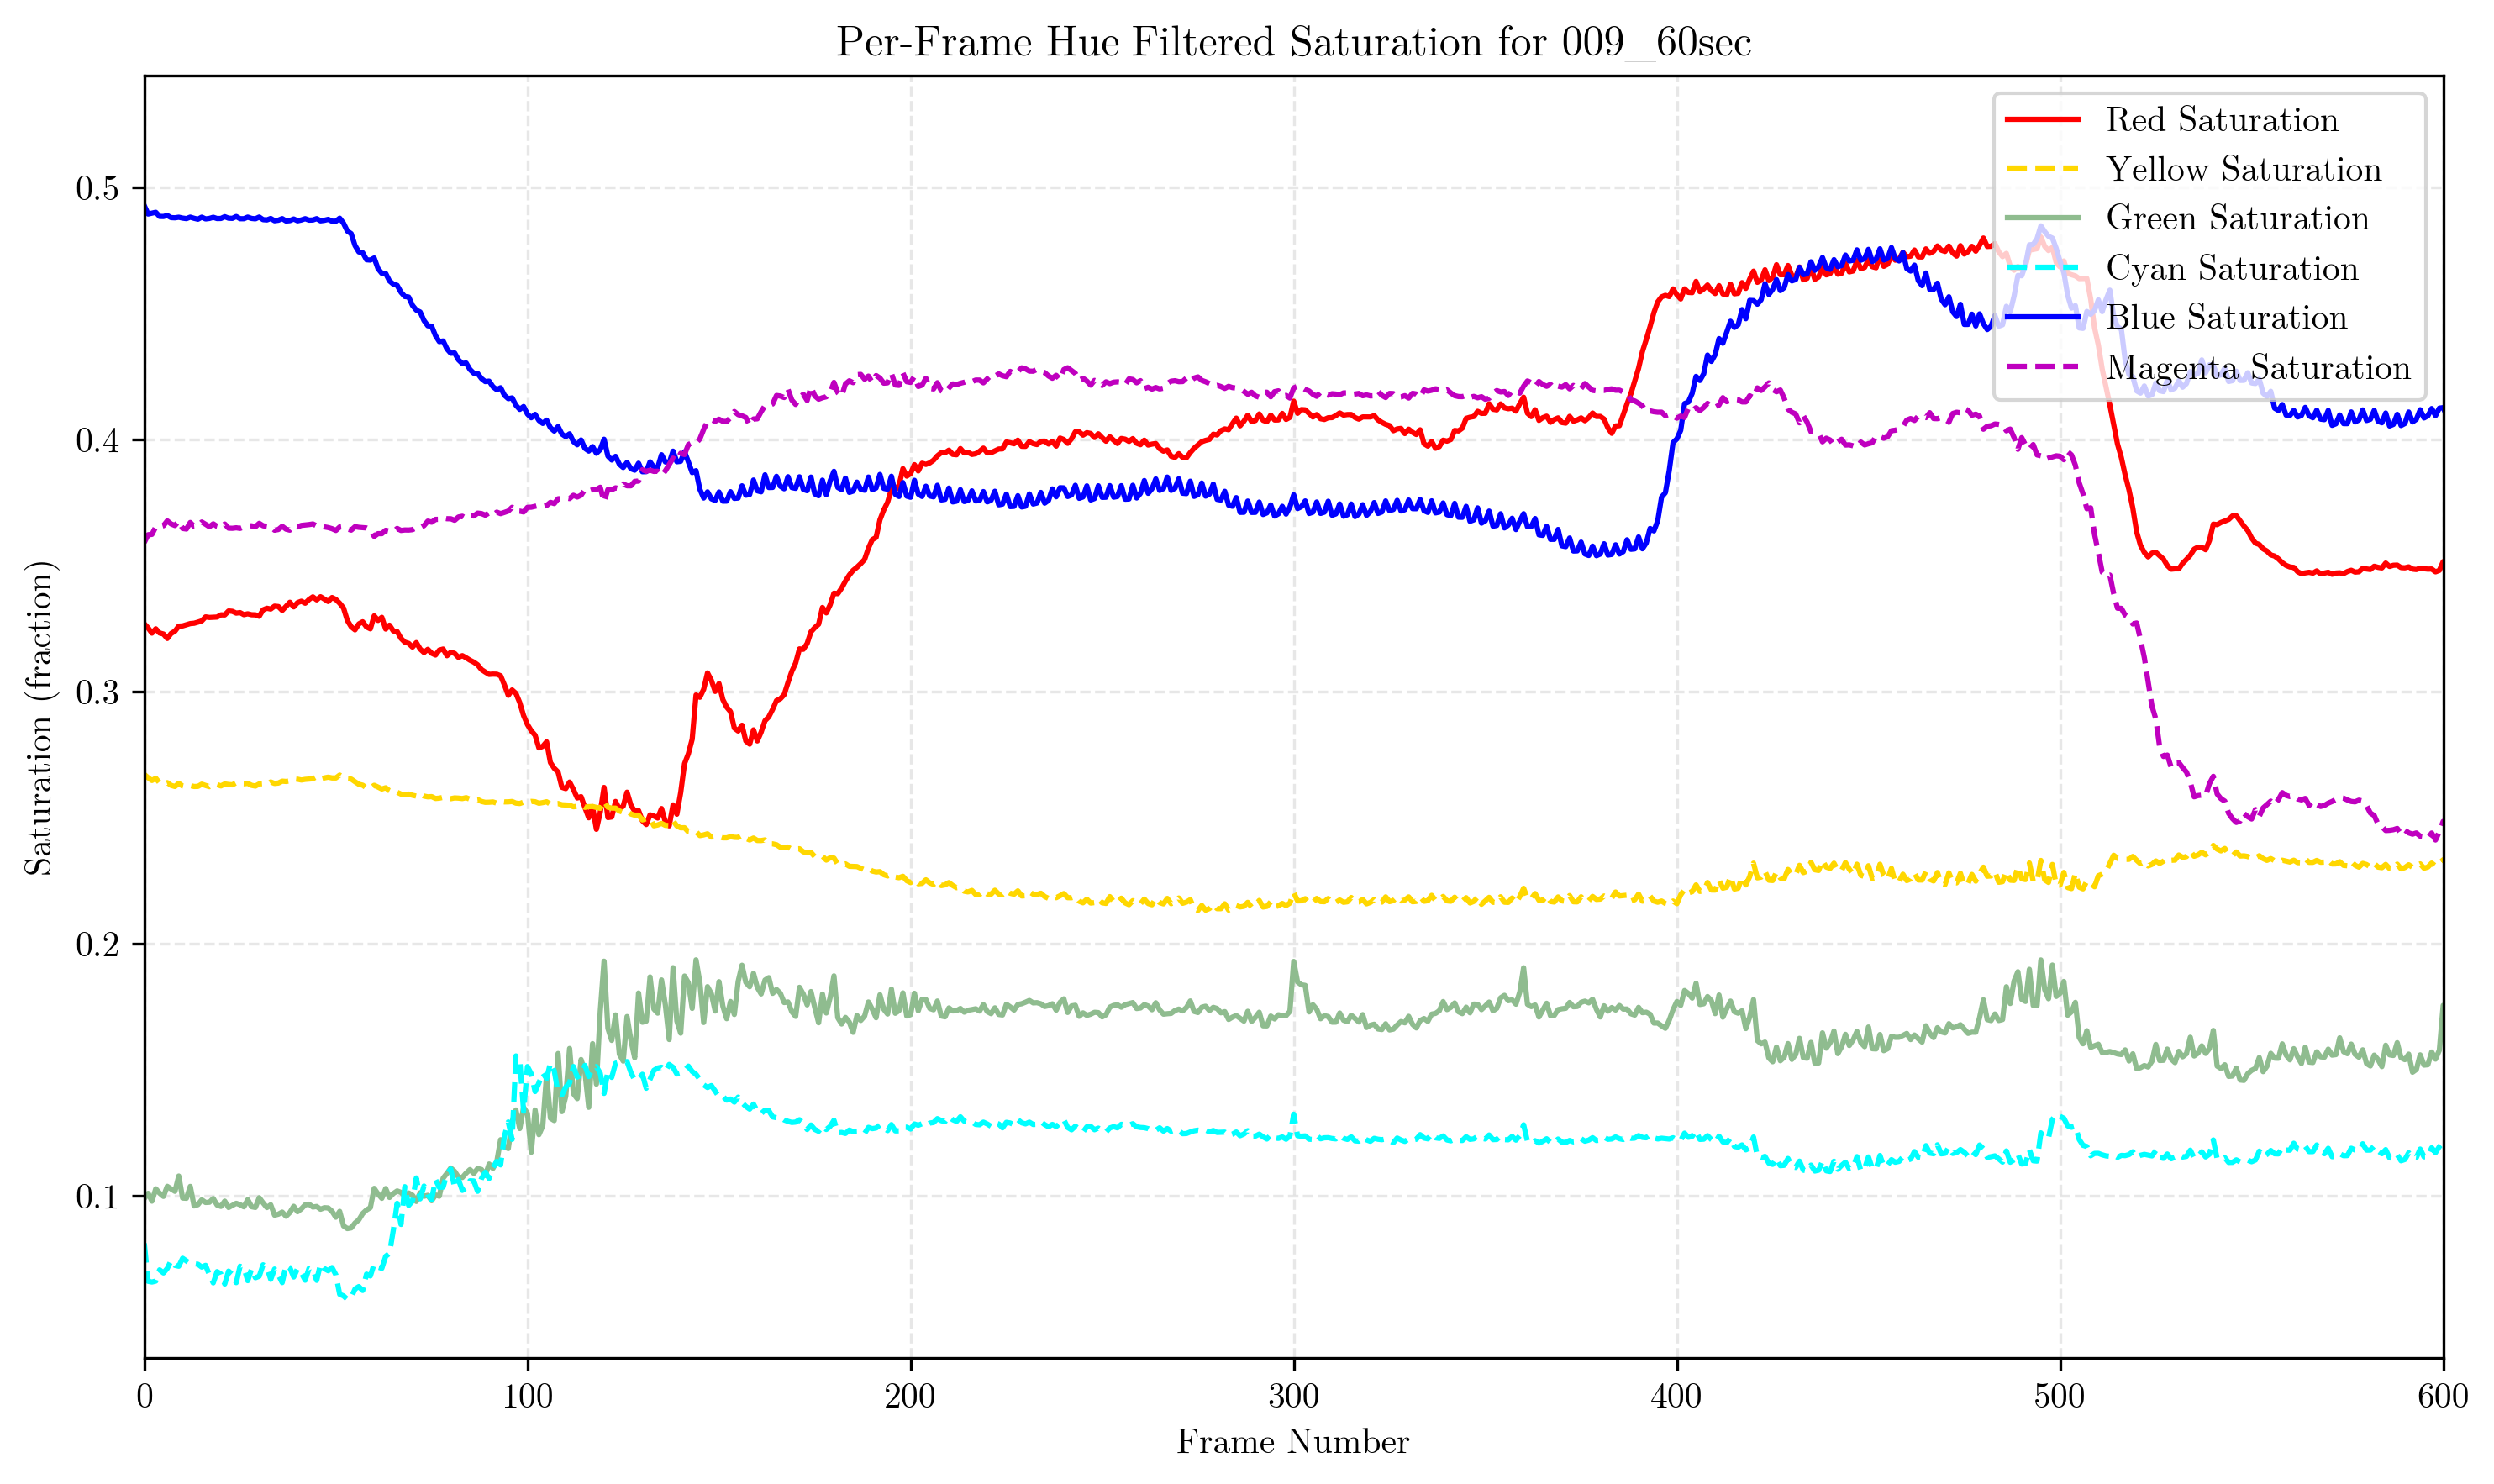 Per-Frame Hue Filtered Saturation for 009_60sec
Red Saturation
Yellow Saturation
Green Saturation
Cyan Saturation
Blue Saturation
Magenta Saturation
Saturation (fraction)
0.5
0.4
0.3
0.2
0.1
0 100 200 300 400 500 600
Frame Number